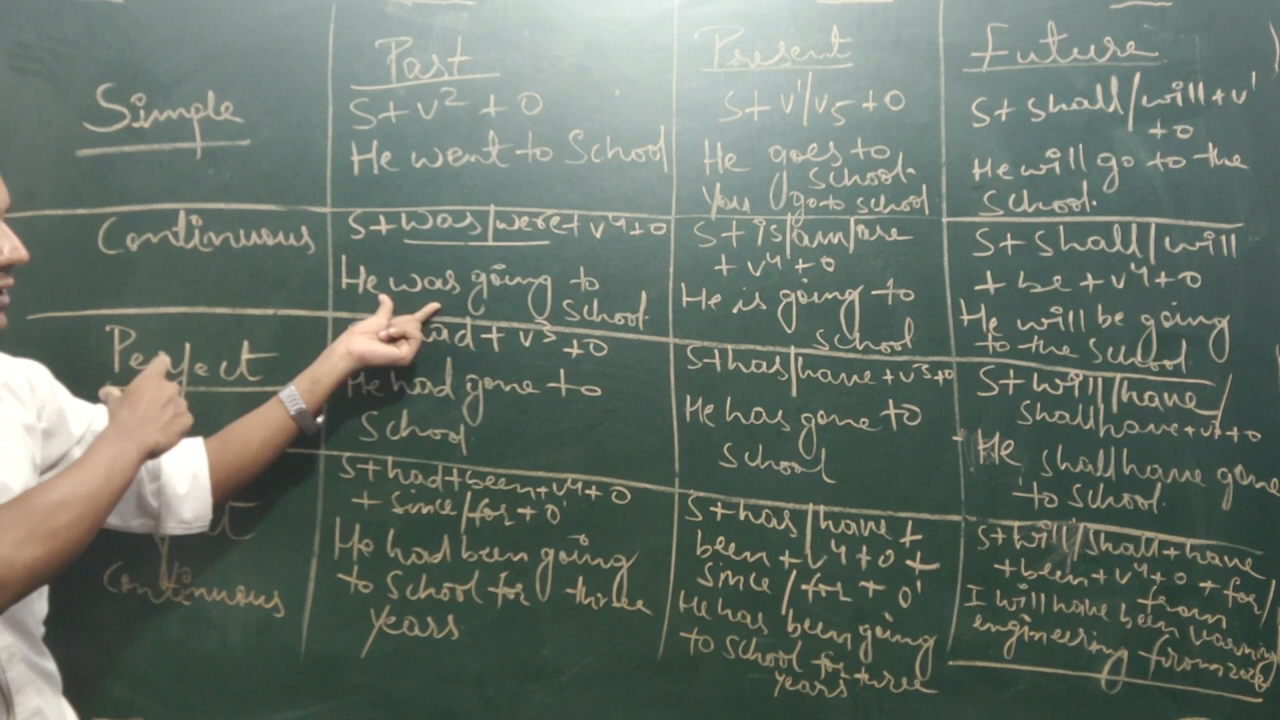 Past
Present
Future
Simple
S+V² + O
He went to School
S+V¹/V5+O
He goes to
School.
You go to school
S+ shall/will+V¹
+O
He will go to the
School.
Continuous
S+was/were+V4+O
He was going to
School.
S+is/am/are
+ V4+O
He is going to
School
S+ shall/will
+ be + V4+O
He will be going
to the School
Perfect
had+ V3 +O
He had gone to
School.
S+has/have+V3+O
He has gone to
School
S+will/have/
shall have+V3+O
He shall have gone
to School.
Continuous
S+had+been+V4+O
+ since/for+O'
He had been going
to School for three
years
S+has/have+
been+V4+O+
since/for+O'
He has been going
to School for three
years
S+will/shall+have
+been+V4+O+for/
from
I will have been learning
engineering from